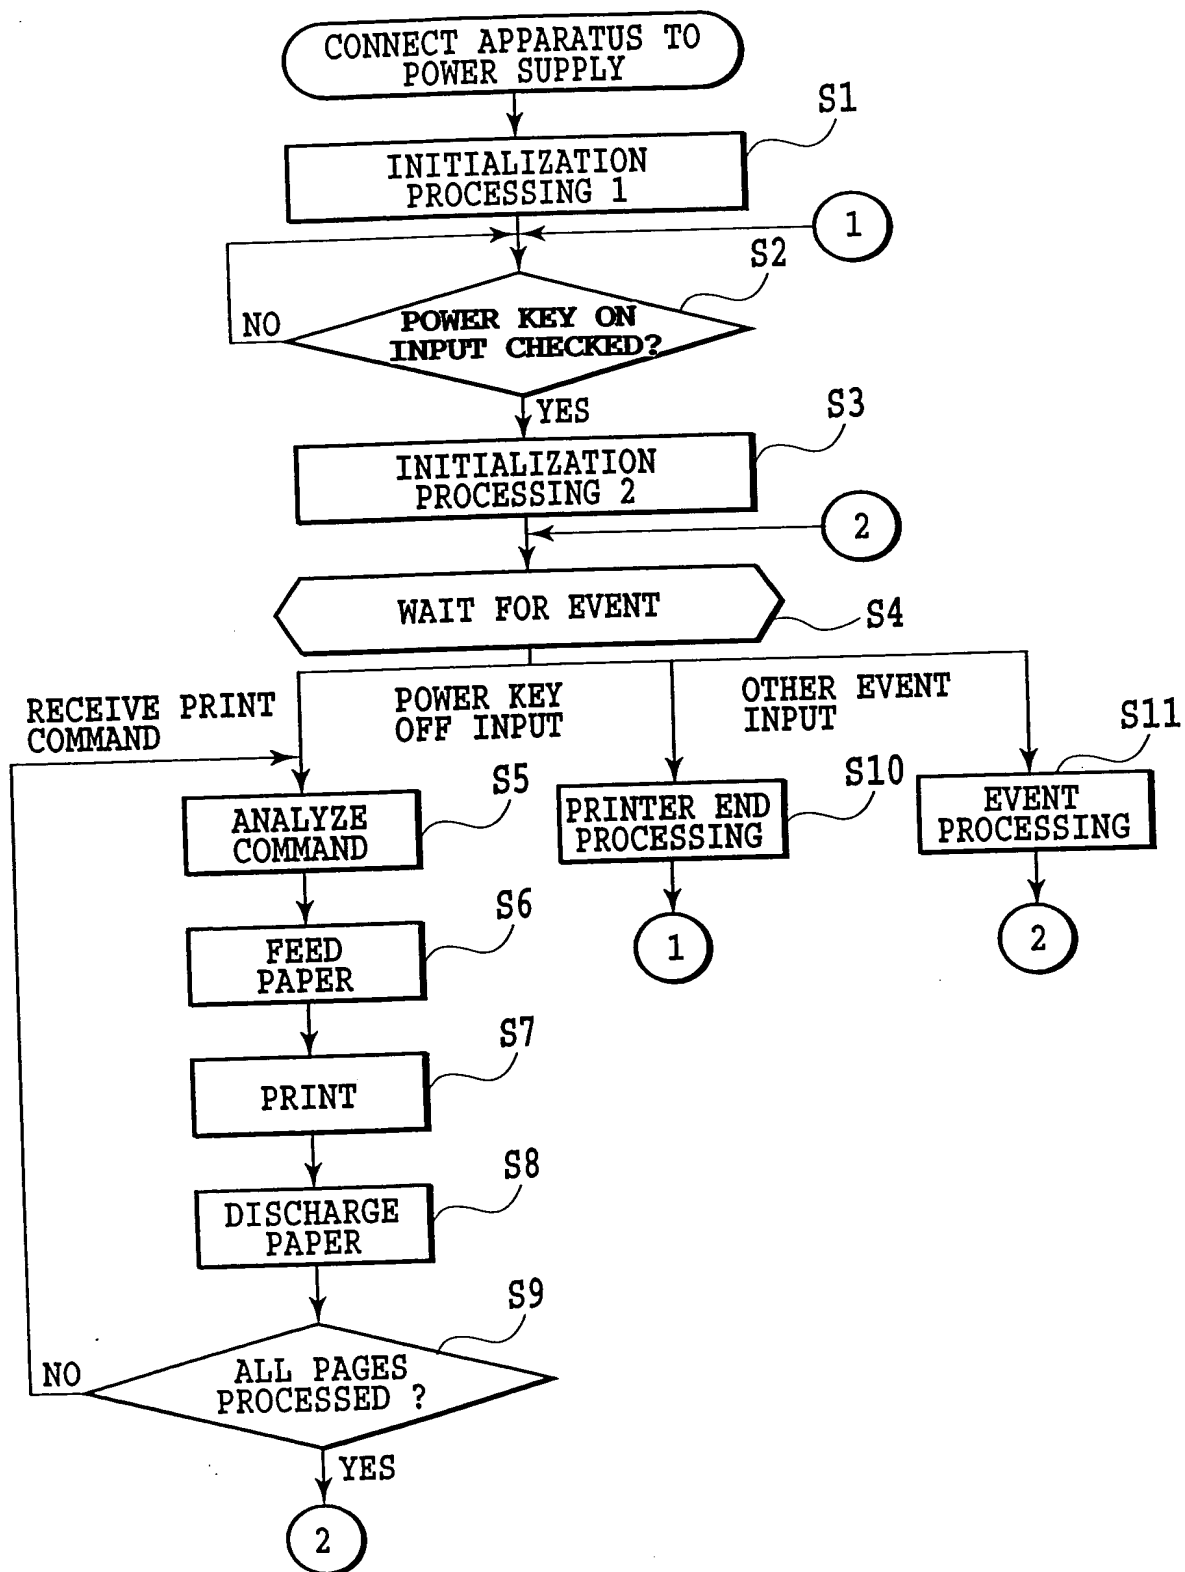 CONNECT APPARATUS TO
POWER SUPPLY
S1
INITIALIZATION
PROCESSING 1
1
S2
NO
POWER KEY ON
INPUT CHECKED?
YES
S3
INITIALIZATION
PROCESSING 2
2
WAIT FOR EVENT
S4
RECEIVE PRINT
COMMAND
POWER KEY
OFF INPUT
OTHER EVENT
INPUT
S5
ANALYZE
COMMAND
S10
PRINTER END
PROCESSING
S11
EVENT
PROCESSING
1
2
S6
FEED
PAPER
S7
PRINT
S8
DISCHARGE
PAPER
S9
NO
ALL PAGES
PROCESSED ?
YES
2